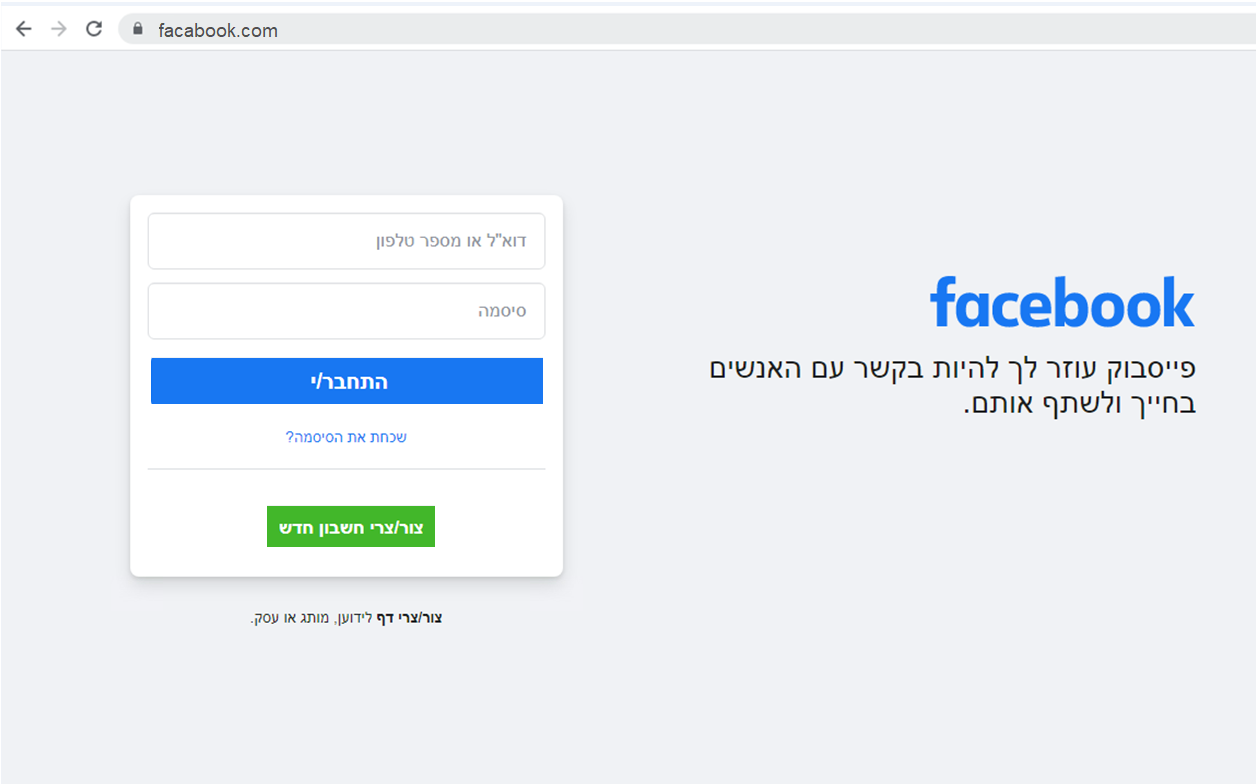 facabook.com
facebook
פייסבוק עוזר לך להיות בקשר עם האנשים
בחייך ולשתף אותם.
דוא"ל או מספר טלפון
סיסמה
התחבר/י
שכחת את הסיסמה?
צור/צרי חשבון חדש
צור/צרי דף לידוען, מותג או עסק.